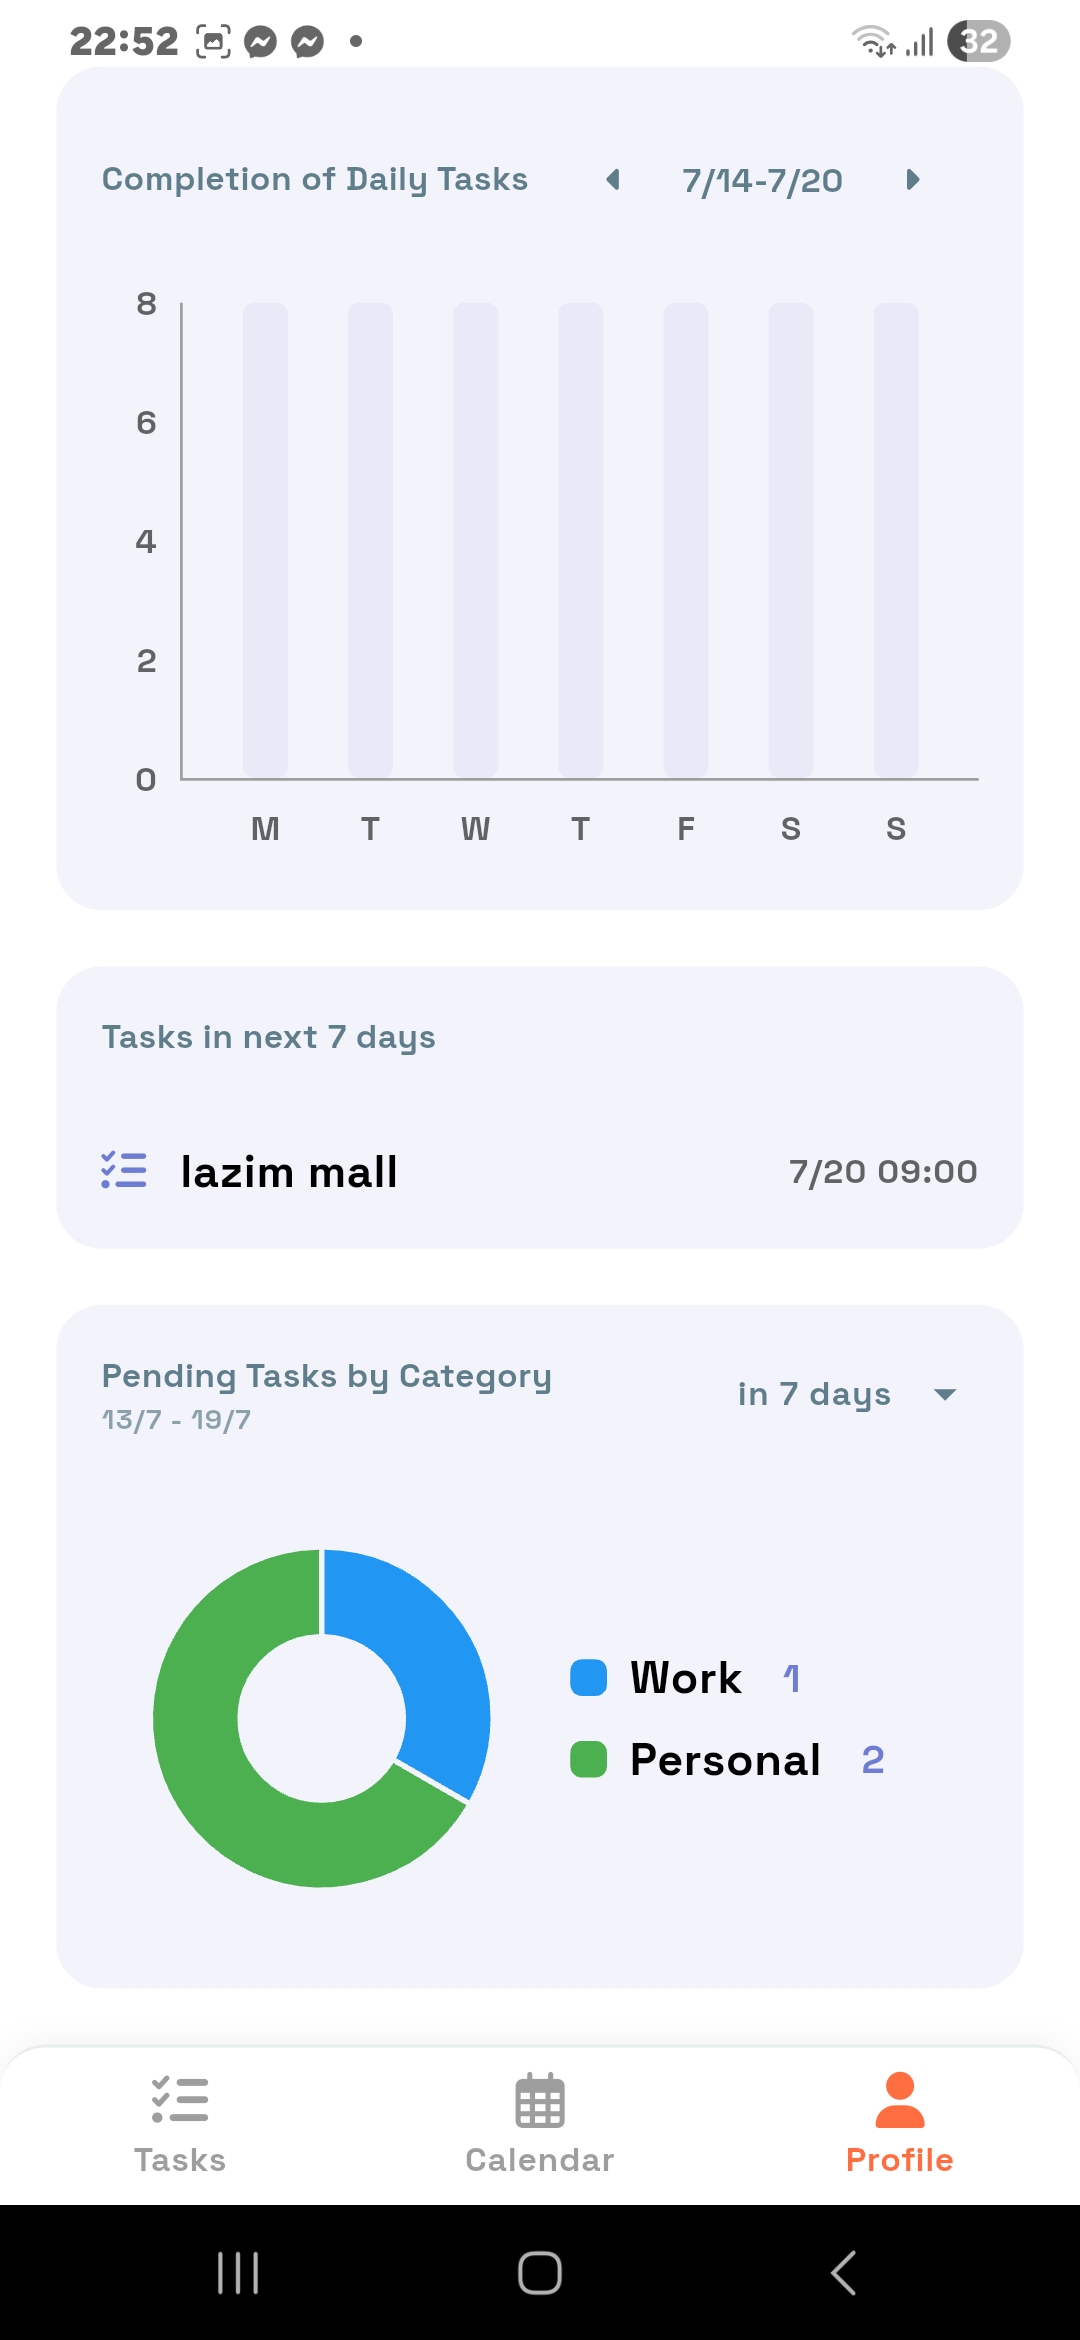 22:52
32
Completion of Daily Tasks 7/14-7/20
8
6
4
2
0
M T W T F S S
Tasks in next 7 days
lazim mall 7/20 09:00
Pending Tasks by Category
in 7 days
13/7 - 19/7
Work 1
Personal 2
Tasks Calendar Profile